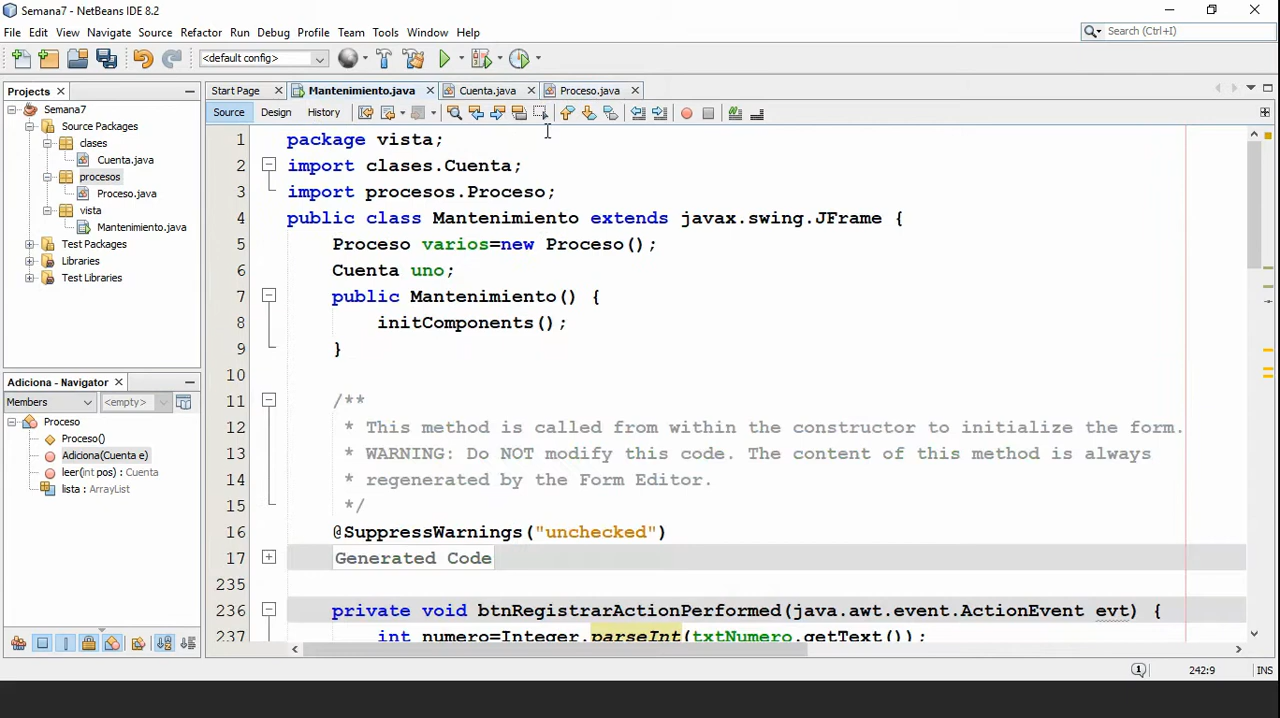 Semana7 - NetBeans IDE 8.2
File Edit View Navigate Source Refactor Run Debug Profile Team Tools Window Help
Search (Ctrl+I)
<default config>
Projects
Start Page Mantenimiento.java Cuenta.java Proceso.java
Semana7
Source Packages
clases
Cuenta.java
procesos
Proceso.java
vista
Mantenimiento.java
Test Packages
Libraries
Test Libraries
Adiciona - Navigator
Members <empty>
Proceso
Proceso()
Adiciona(Cuenta e)
leer(int pos) : Cuenta
lista : ArrayList
Source Design History
1 package vista;
2 import clases.Cuenta;
3 import procesos.Proceso;
4 public class Mantenimiento extends javax.swing.JFrame {
5 Proceso varios=new Proceso();
6 Cuenta uno;
7 public Mantenimiento() {
8 initComponents();
9 }
10
11 /**
12 * This method is called from within the constructor to initialize the form.
13 * WARNING: Do NOT modify this code. The content of this method is always
14 * regenerated by the Form Editor.
15 */
16 @SuppressWarnings("unchecked")
17 Generated Code
235
236 private void btnRegistrarActionPerformed(java.awt.event.ActionEvent evt) {
237 int numero=Integer.parseInt(txtNumero.getText());
1 242:9 INS